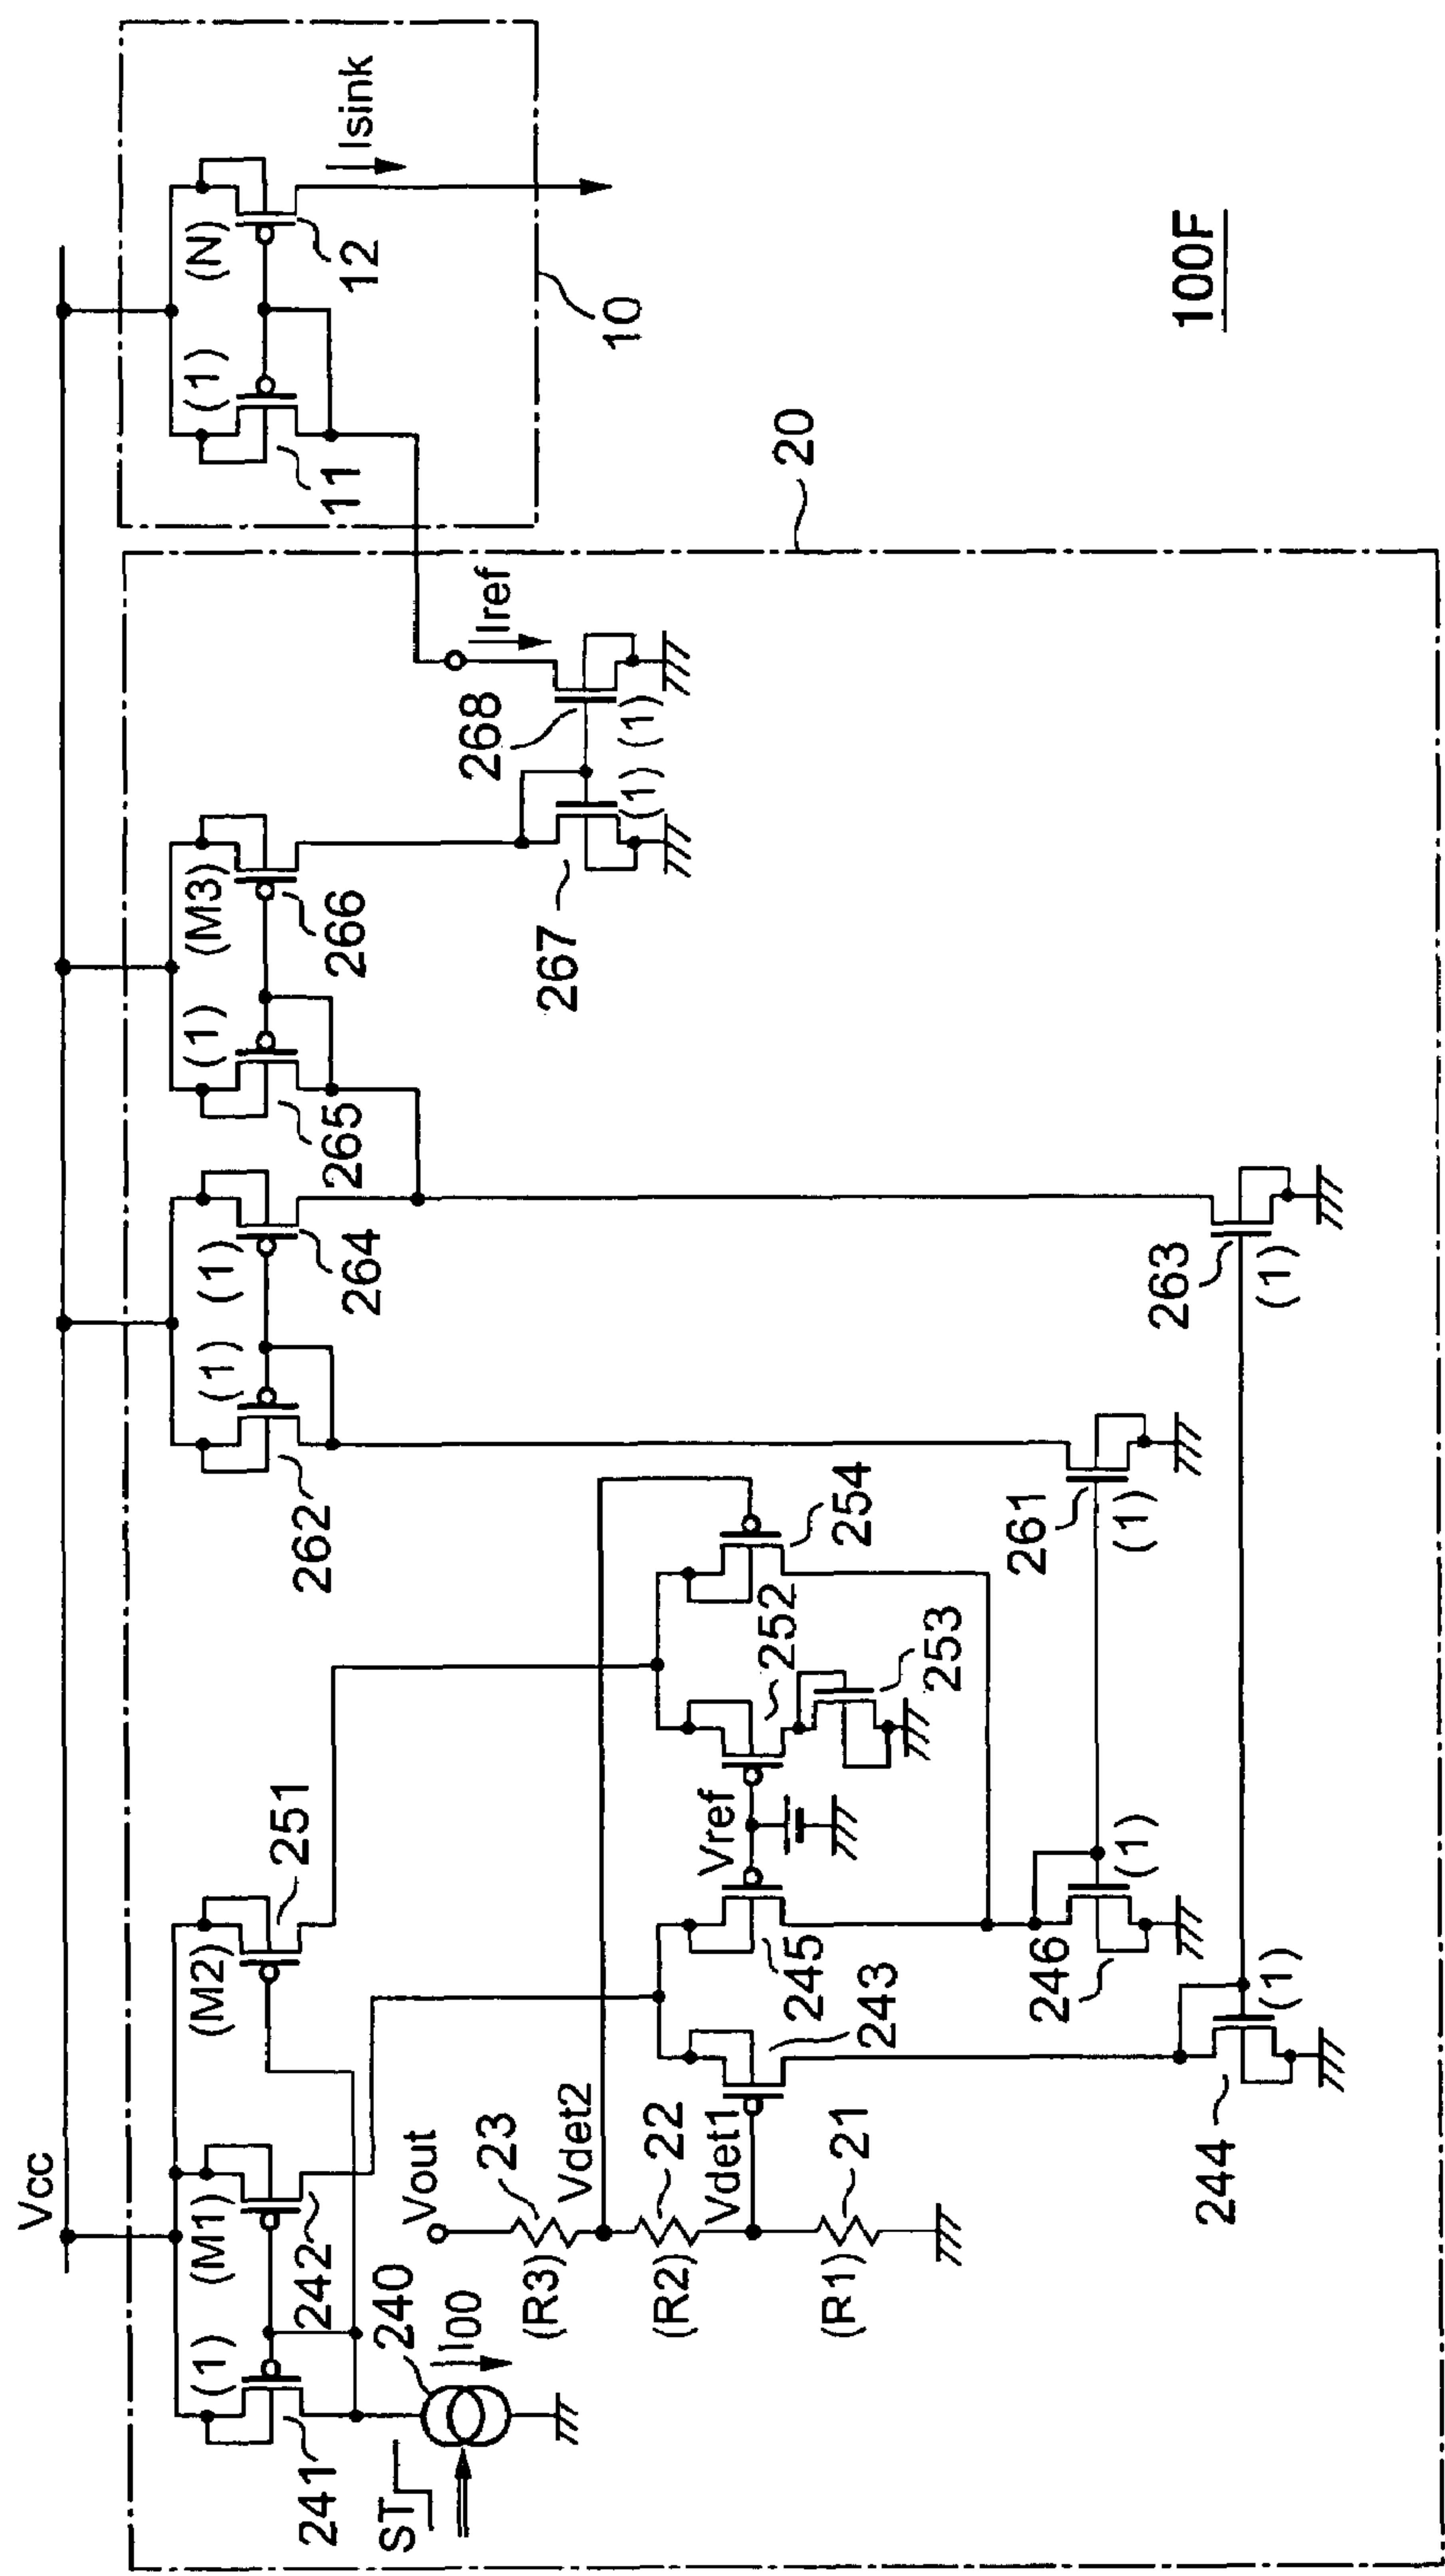 Vcc
(1)
(M1)
(M2)
241
242
251
ST
240
I00
Vout
(R3)
23
Vdet2
(R2)
22
Vdet1
(R1)
21
243
245
Vref
252
253
254
244
(1)
246
(1)
(1)
(1)
262
264
261
(1)
263
(1)
(1)
(M3)
265
266
267
(1)
(1)
268
Iref
20
(1)
(N)
11
12
Isink
10
100F